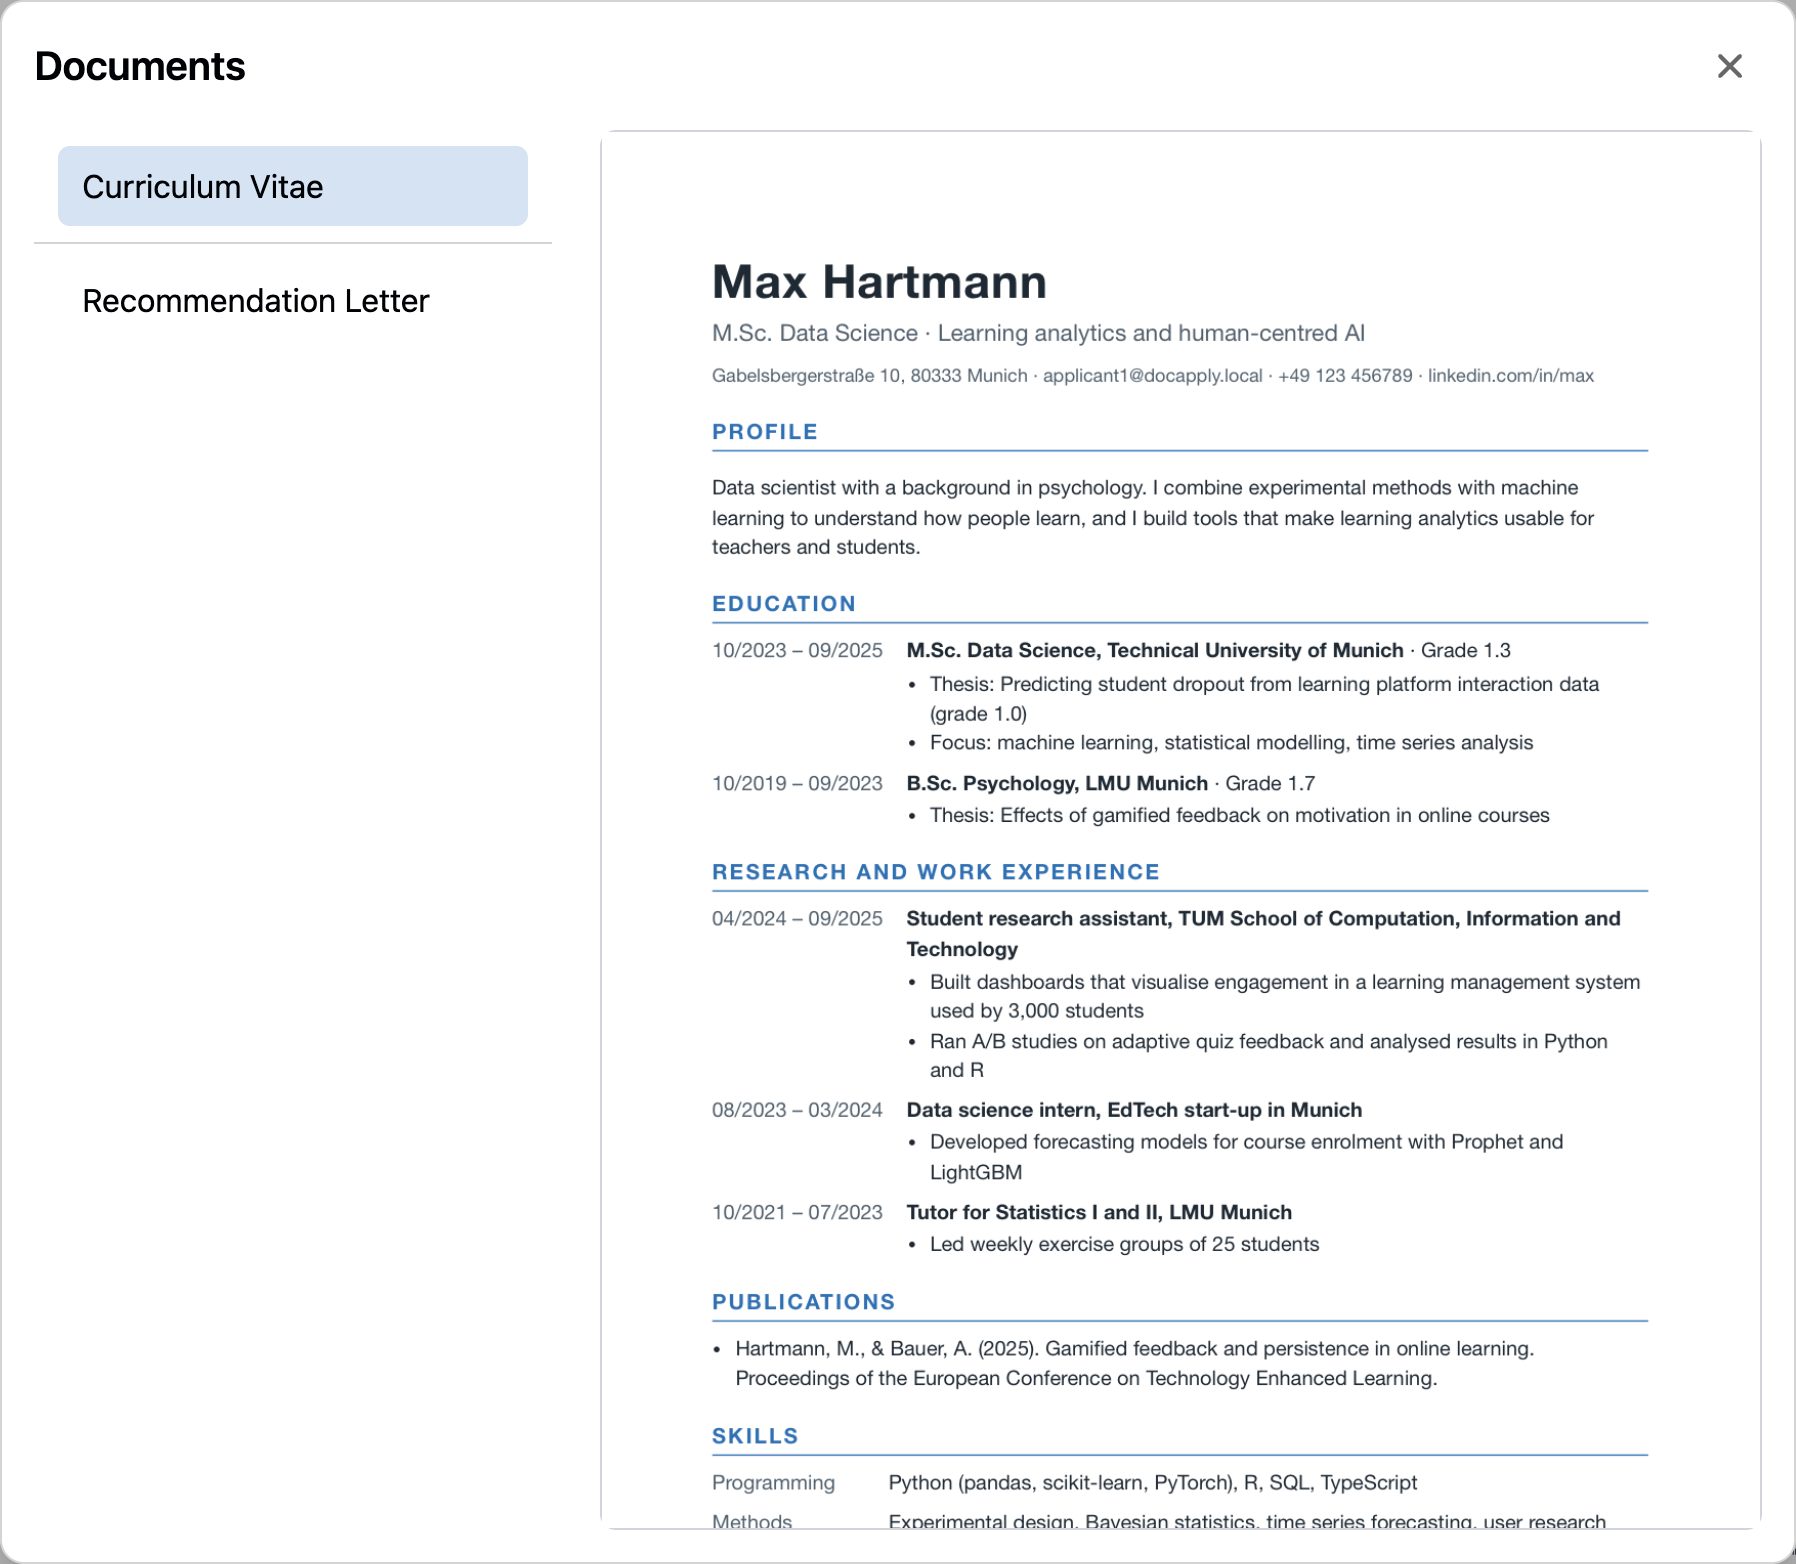 Documents
Curriculum Vitae
Recommendation Letter
Max Hartmann
M.Sc. Data Science · Learning analytics and human-centred AI
Gabelsbergerstraße 10, 80333 Munich · applicant1@docapply.local · +49 123 456789 · linkedin.com/in/max
PROFILE
Data scientist with a background in psychology. I combine experimental methods with machine
learning to understand how people learn, and I build tools that make learning analytics usable for
teachers and students.
EDUCATION
10/2023 – 09/2025 M.Sc. Data Science, Technical University of Munich · Grade 1.3
• Thesis: Predicting student dropout from learning platform interaction data
(grade 1.0)
• Focus: machine learning, statistical modelling, time series analysis
10/2019 – 09/2023 B.Sc. Psychology, LMU Munich · Grade 1.7
• Thesis: Effects of gamified feedback on motivation in online courses
RESEARCH AND WORK EXPERIENCE
04/2024 – 09/2025 Student research assistant, TUM School of Computation, Information and
Technology
• Built dashboards that visualise engagement in a learning management system
used by 3,000 students
• Ran A/B studies on adaptive quiz feedback and analysed results in Python
and R
08/2023 – 03/2024 Data science intern, EdTech start-up in Munich
• Developed forecasting models for course enrolment with Prophet and
LightGBM
10/2021 – 07/2023 Tutor for Statistics I and II, LMU Munich
• Led weekly exercise groups of 25 students
PUBLICATIONS
• Hartmann, M., & Bauer, A. (2025). Gamified feedback and persistence in online learning.
Proceedings of the European Conference on Technology Enhanced Learning.
SKILLS
Programming Python (pandas, scikit-learn, PyTorch), R, SQL, TypeScript
Methods Experimental design, Bayesian statistics, time series forecasting, user research